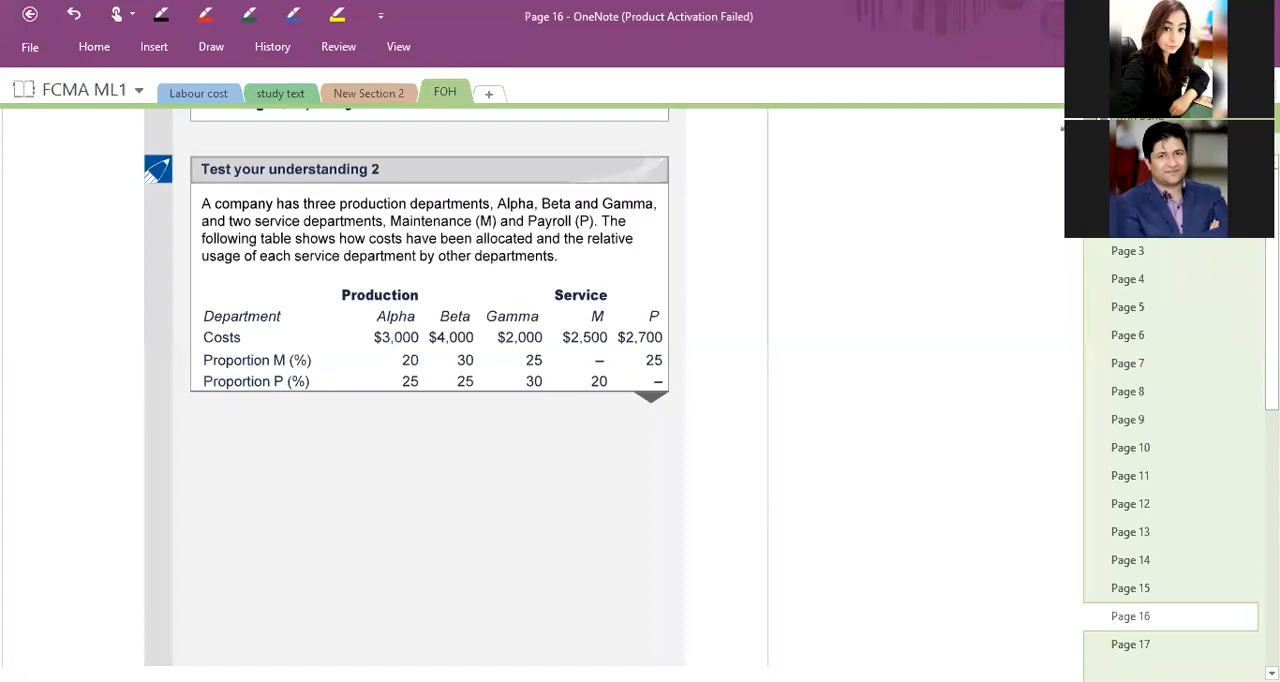 Page 16 - OneNote (Product Activation Failed)
File Home Insert Draw History Review View
FCMA ML1 Labour cost study text New Section 2 FOH +
Test your understanding 2
A company has three production departments, Alpha, Beta and Gamma,
and two service departments, Maintenance (M) and Payroll (P). The
following table shows how costs have been allocated and the relative
usage of each service department by other departments.
Production Service
Department Alpha Beta Gamma M P
Costs $3,000 $4,000 $2,000 $2,500 $2,700
Proportion M (%) 20 30 25 – 25
Proportion P (%) 25 25 30 20 –
Page 3
Page 4
Page 5
Page 6
Page 7
Page 8
Page 9
Page 10
Page 11
Page 12
Page 13
Page 14
Page 15
Page 16
Page 17